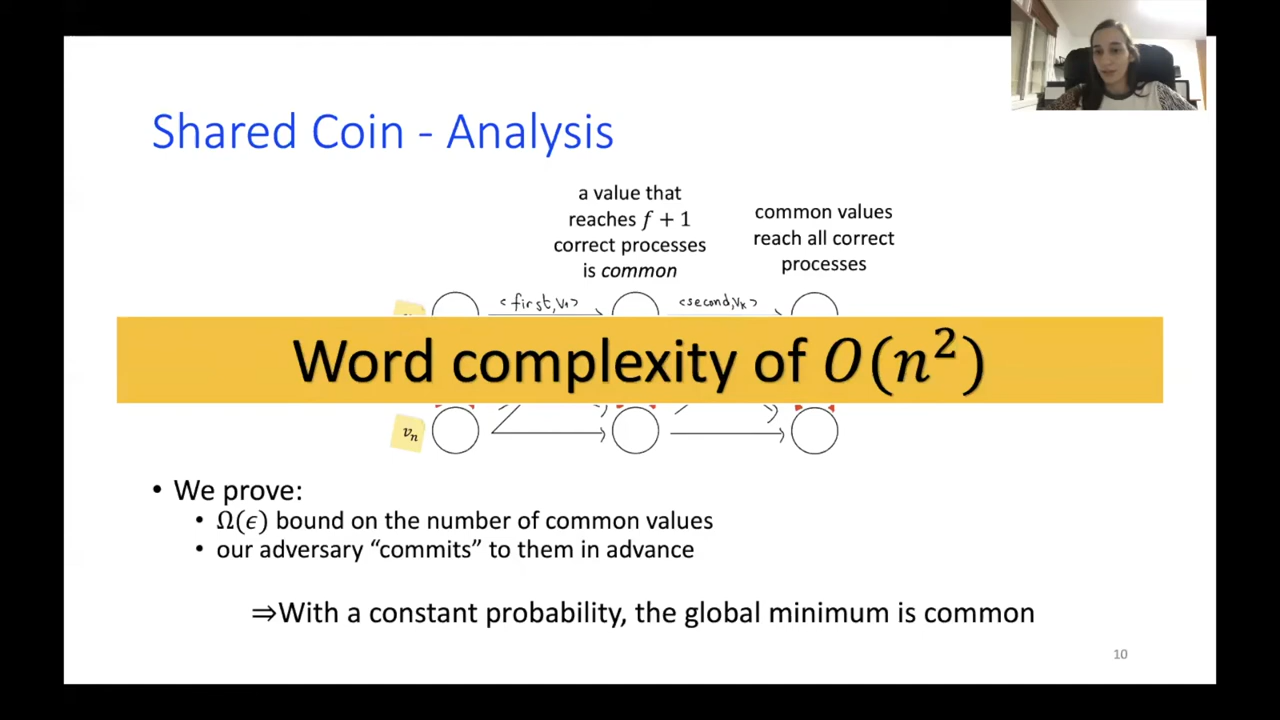 Shared Coin - Analysis
a value that
reaches f + 1
correct processes
is common
common values
reach all correct
processes
<first,v₁>
<second,vₖ>
Word complexity of O(n²)
vₙ
• We prove:
• Ω(ϵ) bound on the number of common values
• our adversary “commits” to them in advance
⇒With a constant probability, the global minimum is common
10